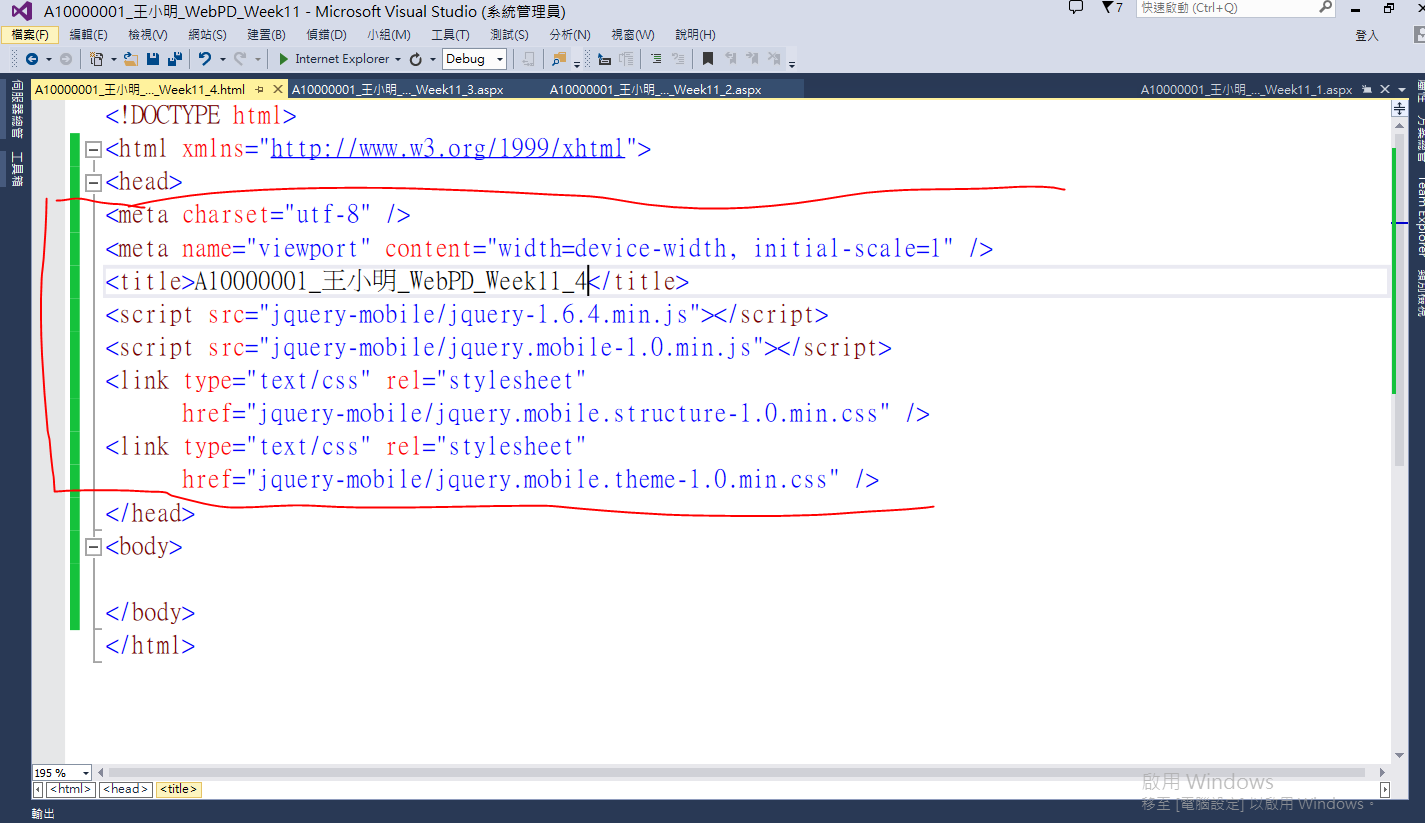 A10000001_王小明_WebPD_Week11 - Microsoft Visual Studio (系統管理員)
7
快速啟動 (Ctrl+Q)
檔案(F) 編輯(E) 檢視(V) 網站(S) 建置(B) 偵錯(D) 小組(M) 工具(T) 測試(S) 分析(N) 視窗(W) 說明(H)
登入
Internet Explorer Debug
A10000001_王小明_..._Week11_4.html A10000001_王小明_..._Week11_3.aspx A10000001_王小明_..._Week11_2.aspx A10000001_王小明_..._Week11_1.aspx
伺服器總管
工具箱
<!DOCTYPE html>
<html xmlns="http://www.w3.org/1999/xhtml">
<head>
<meta charset="utf-8" />
<meta name="viewport" content="width=device-width, initial-scale=1" />
<title>A10000001_王小明_WebPD_Week11_4</title>
<script src="jquery-mobile/jquery-1.6.4.min.js"></script>
<script src="jquery-mobile/jquery.mobile-1.0.min.js"></script>
<link type="text/css" rel="stylesheet"
href="jquery-mobile/jquery.mobile.structure-1.0.min.css" />
<link type="text/css" rel="stylesheet"
href="jquery-mobile/jquery.mobile.theme-1.0.min.css" />
</head>
<body>
</body>
</html>
Team Explorer
195 %
<html> <head> <title>
啟用 Windows
移至 [電腦設定] 以啟用 Windows。
輸出